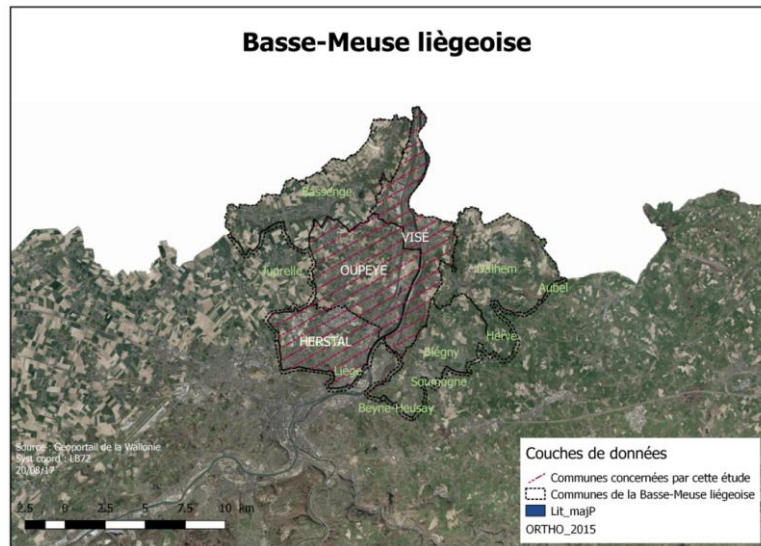 Basse-Meuse liègeoise
Bassenge
VISE
Juprelle
OUPEYE
Dalhem
Aubel
HERSTAL
Herve
Blégny
Liège
Soumagne
Beyne-Heusay
Source : Géoportail de la Wallonie
Syst coord : LB72
20/08/17
2.5 0 2.5 5 7.5 10 km
Couches de données
Communes concernées par cette étude
Communes de la Basse-Meuse liégeoise
Lit_majP
ORTHO_2015